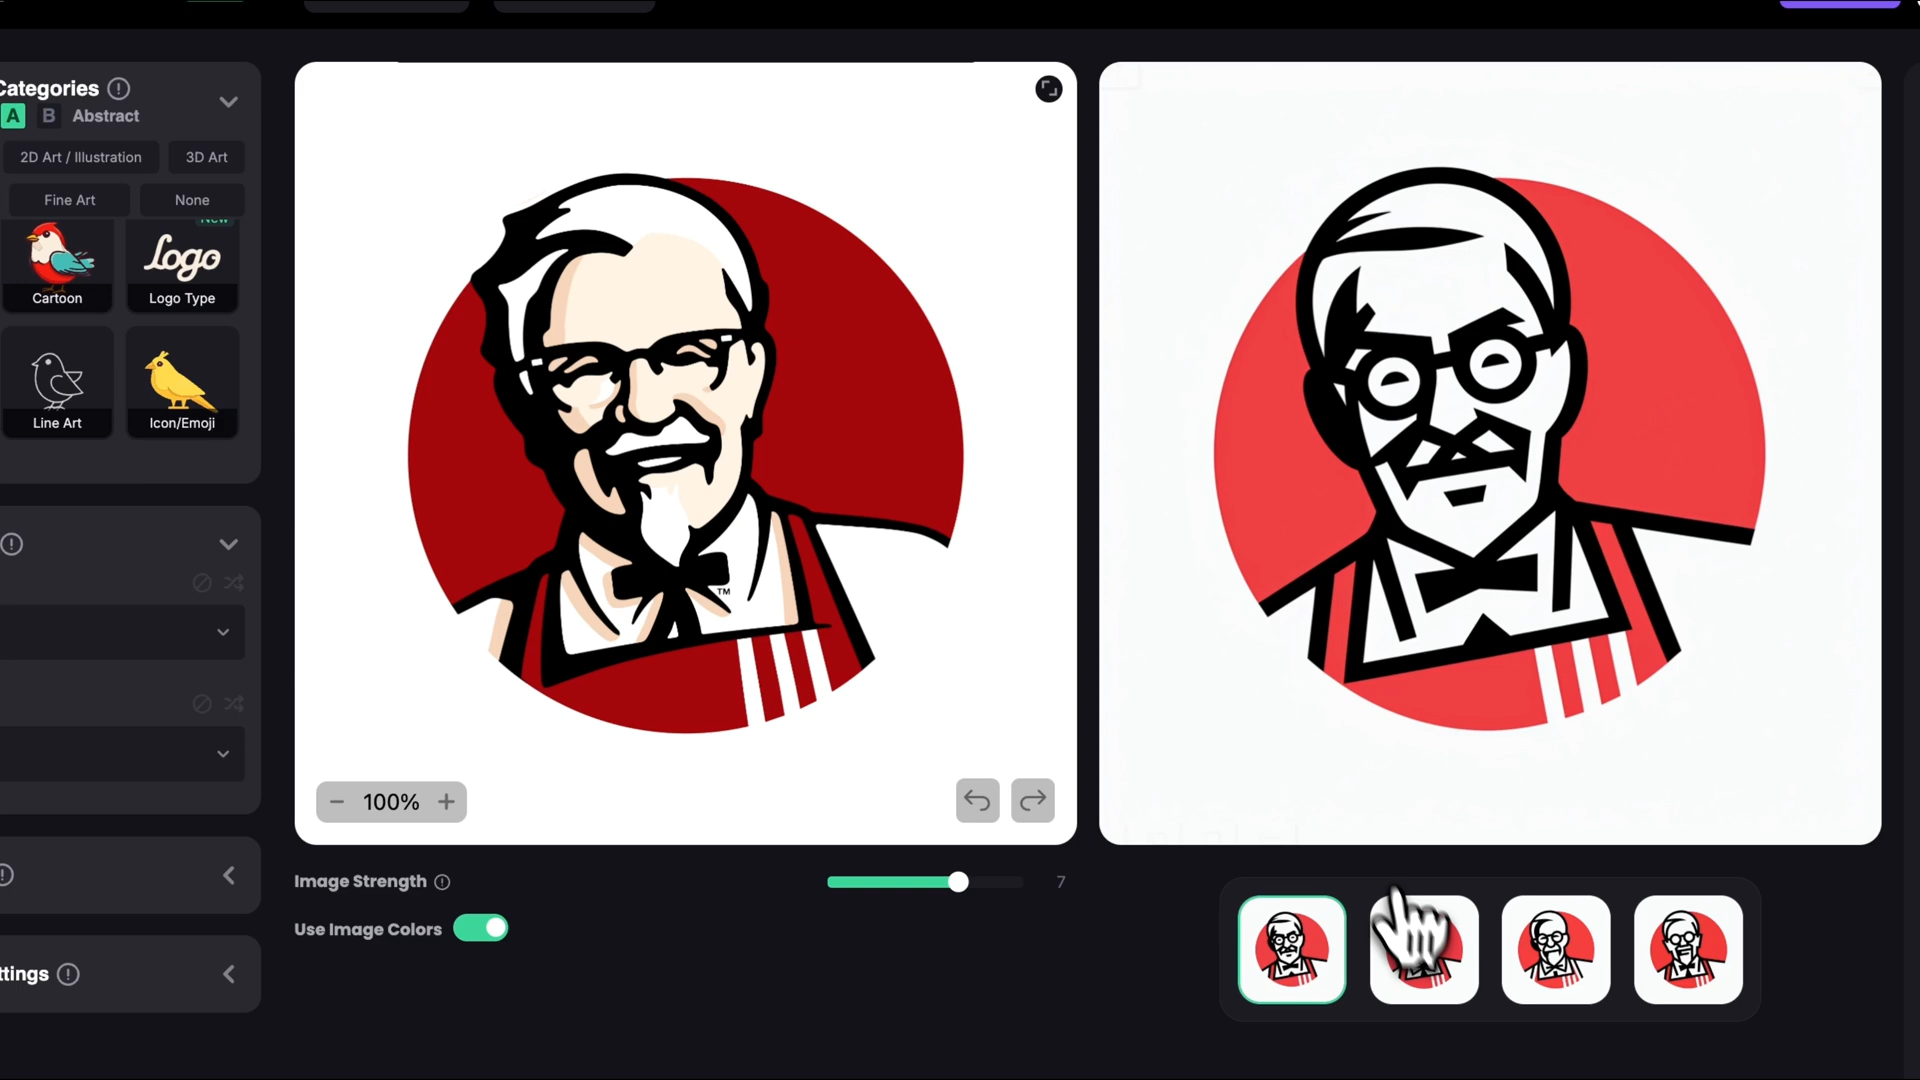 Categories
A B Abstract
2D Art / Illustration 3D Art
Fine Art None
New
Logo
Cartoon Logo Type
Line Art Icon/Emoji
TM
100%
Image Strength 7
Use Image Colors
ttings